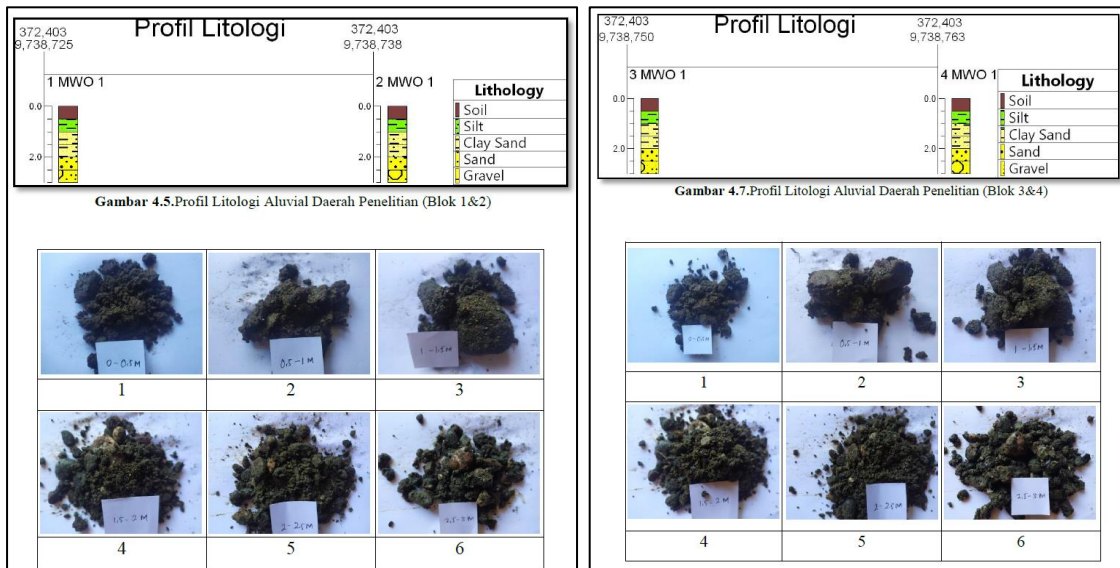 Profil Litologi
372,403
9,738,725
372,403
9,738,738
1 MWO 1
2 MWO 1
0.0
2.0
0.0
2.0
Lithology
Soil
Silt
Clay Sand
Sand
Gravel
Gambar 4.5.Profil Litologi Aluvial Daerah Penelitian (Blok 1&2)
0-0.5M
0.5-1M
1-1.5M
1
2
3
1.5-2M
2-2.5M
2.5-3M
4
5
6
Profil Litologi
372,403
9,738,750
372,403
9,738,763
3 MWO 1
4 MWO 1
0.0
2.0
0.0
2.0
Lithology
Soil
Silt
Clay Sand
Sand
Gravel
Gambar 4.7.Profil Litologi Aluvial Daerah Penelitian (Blok 3&4)
0.5-1M
1-1.5M
1
2
3
1.5-2M
2-2.5M
2.5-3M
4
5
6